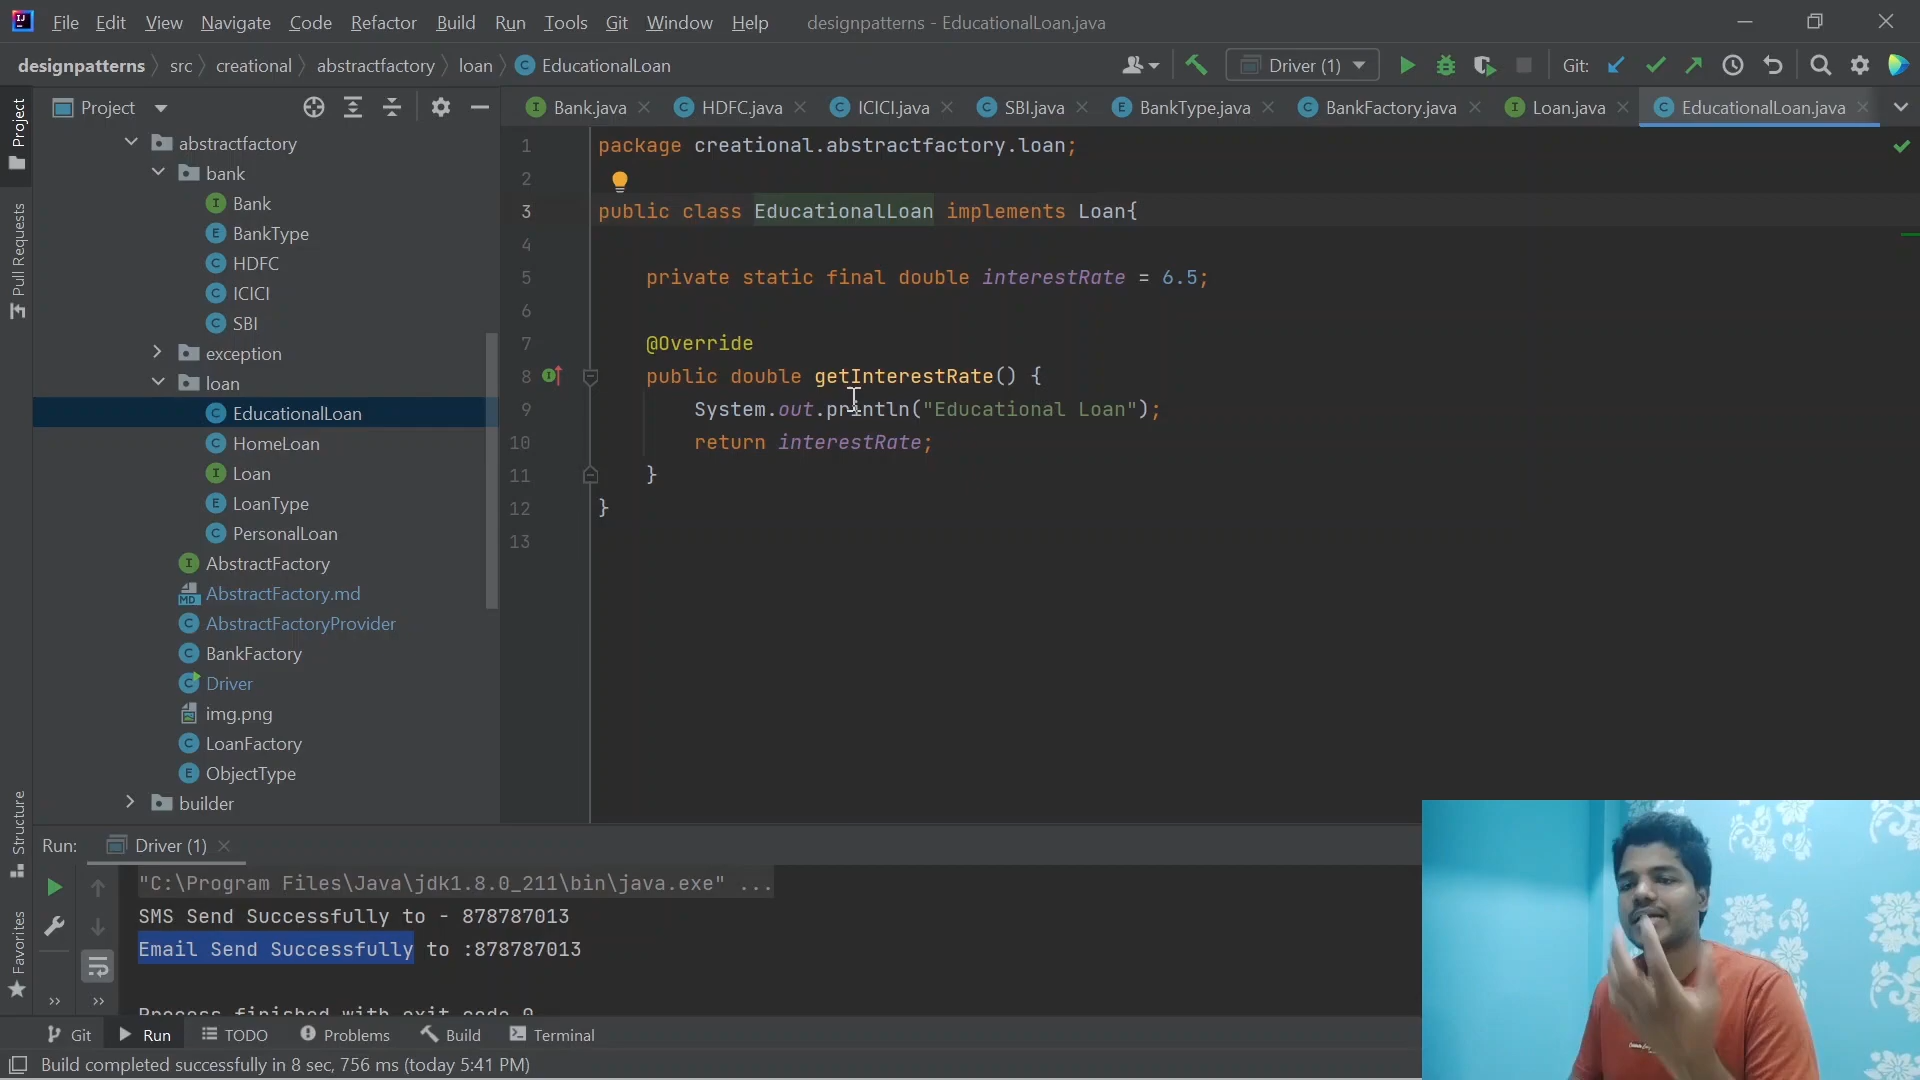 File Edit View Navigate Code Refactor Build Run Tools Git Window Help designpatterns - EducationalLoan.java
designpatterns src creational abstractfactory loan EducationalLoan Driver (1) Git:
Project
Bank.java HDFC.java ICICI.java SBI.java BankType.java BankFactory.java Loan.java EducationalLoan.java
Project
Pull Requests
Structure
Favorites
abstractfactory
bank
Bank
BankType
HDFC
ICICI
SBI
exception
loan
EducationalLoan
HomeLoan
Loan
LoanType
PersonalLoan
AbstractFactory
AbstractFactory.md
AbstractFactoryProvider
BankFactory
Driver
img.png
LoanFactory
ObjectType
builder
1 package creational.abstractfactory.loan;
2
3 public class EducationalLoan implements Loan{
4
5 private static final double interestRate = 6.5;
6
7 @Override
8 public double getInterestRate() {
9 System.out.println("Educational Loan");
10 return interestRate;
11 }
12 }
13
Run: Driver (1)
"C:\Program Files\Java\jdk1.8.0_211\bin\java.exe" ...
SMS Send Successfully to - 878787013
Email Send Successfully to :878787013
Process finished with exit code 0
Git Run TODO Problems Build Terminal
Build completed successfully in 8 sec, 756 ms (today 5:41 PM)